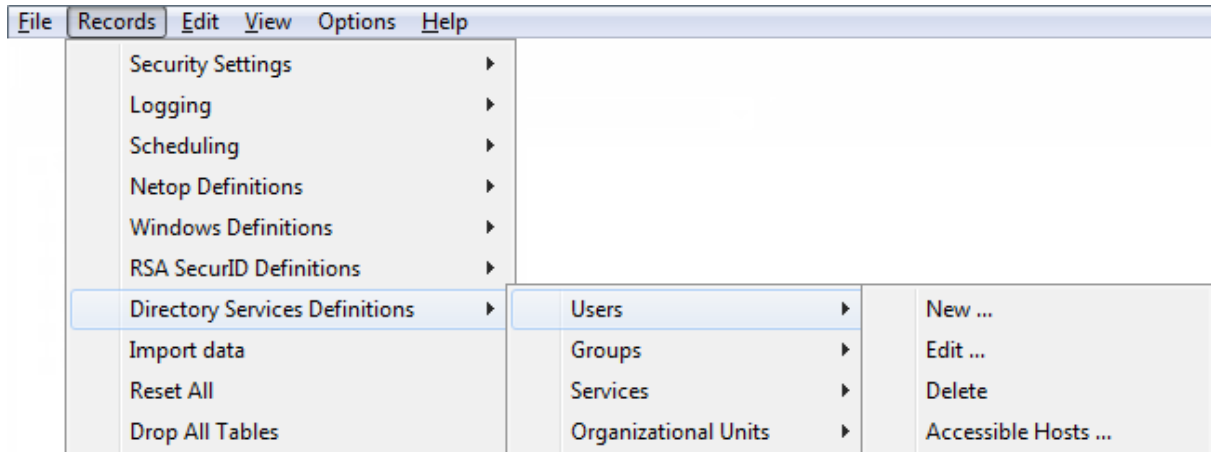 File Records Edit View Options Help
Security Settings
Logging
Scheduling
Netop Definitions
Windows Definitions
RSA SecurID Definitions
Directory Services Definitions Users New ...
Import data Groups Edit ...
Reset All Services Delete
Drop All Tables Organizational Units Accessible Hosts ...